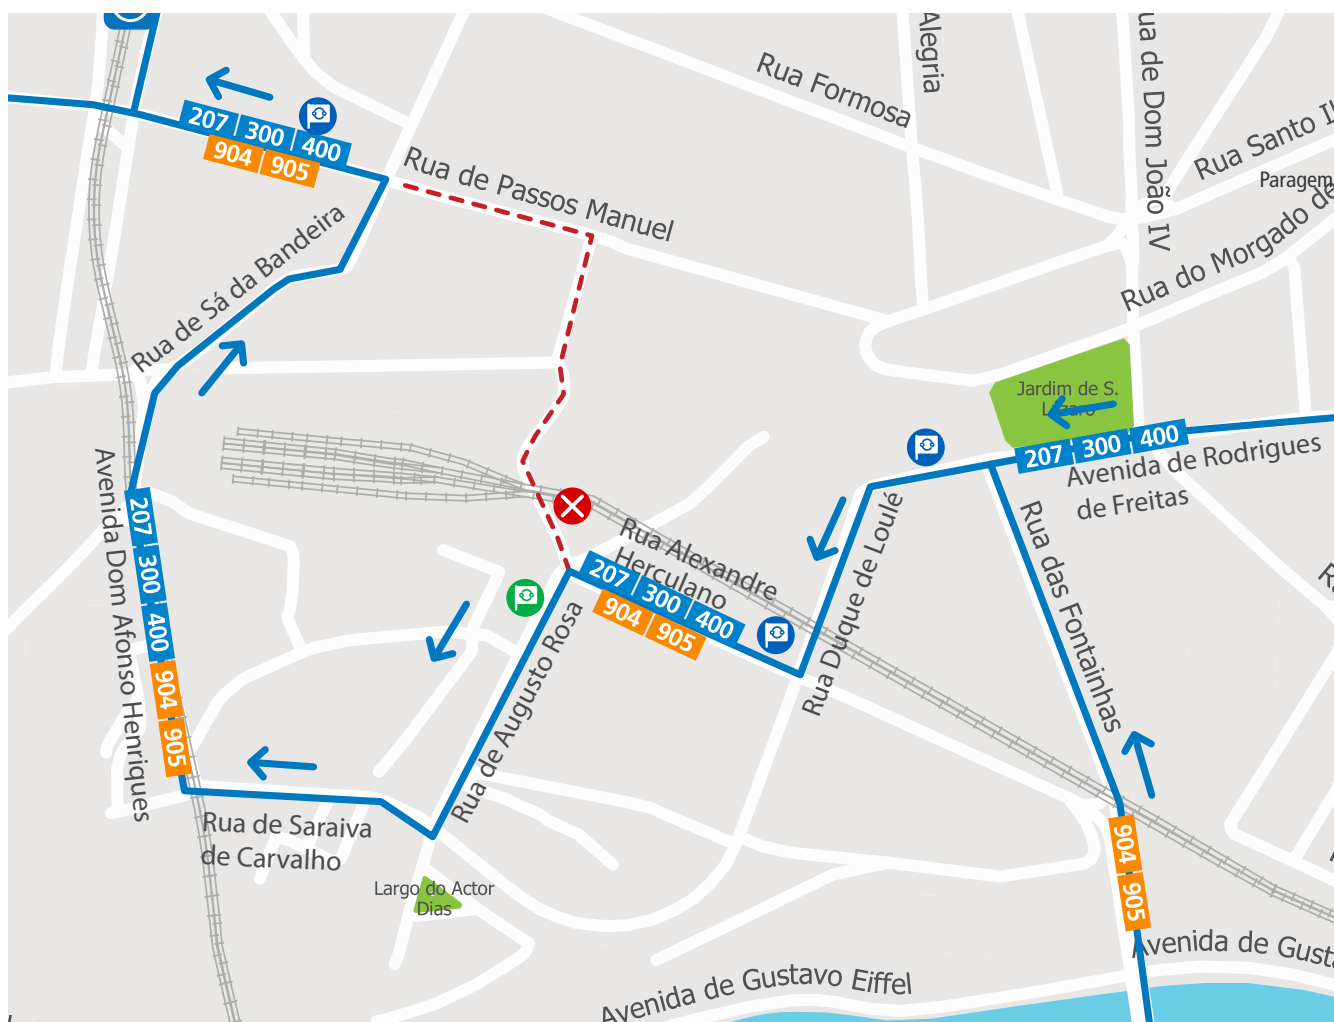 Alegria
ua de Dom João IV
Rua Formosa
Rua Santo Il
Paragem
Rua do Morgado de
207 300 400
904 905
Rua de Passos Manuel
Rua de Sá da Bandeira
Jardim de S.
Lázaro
207 300 400
Avenida de Rodrigues
de Freitas
Avenida Dom Afonso Henriques
207 300 400 904 905
Rua Alexandre
Herculano
207 300 400
904 905
Rua Duque de Loulé
Rua das Fontainhas
Rua de Augusto Rosa
Rua de Saraiva
de Carvalho
904 905
Largo do Actor
Dias
Avenida de Gustavo Eiffel
Avenida de Gusta